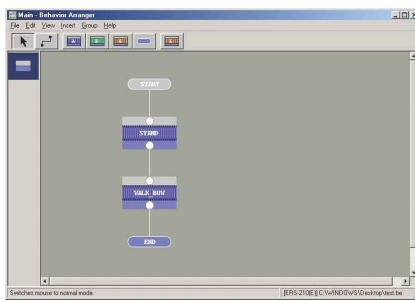 Main - Behavior Arranger
File Edit View Insert Group Help
START
STAND
WALK_BOW
END
Switches mouse to normal mode.
[ERS-210(E)] C:\WINDOWS\Desktop\test.be